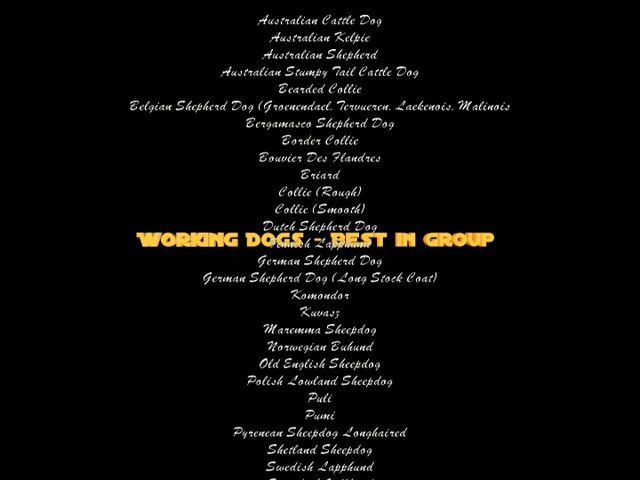 Australian Cattle Dog
Australian Kelpie
Australian Shepherd
Australian Stumpy Tail Cattle Dog
Bearded Collie
Belgian Shepherd Dog (Groenendael, Tervueren, Laekenois, Malinois
Bergamasco Shepherd Dog
Border Collie
Bouvier Des Flandres
Briard
Collie (Rough)
Collie (Smooth)
Dutch Shepherd Dog
WORKING DOGS - BEST IN GROUP
Lapphund
German Shepherd Dog
German Shepherd Dog (Long Stock Coat)
Komondor
Kuvasz
Maremma Sheepdog
Norwegian Buhund
Old English Sheepdog
Polish Lowland Sheepdog
Puli
Pumi
Pyrenean Sheepdog Longhaired
Shetland Sheepdog
Swedish Lapphund